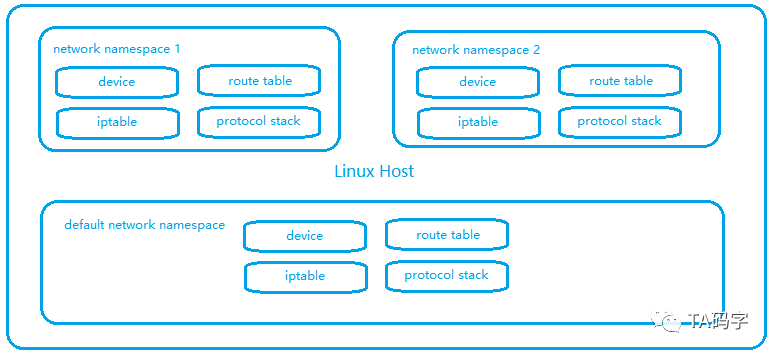 network namespace 1
device
route table
iptable
protocol stack
network namespace 2
device
route table
iptable
protocol stack
Linux Host
default network namespace
device
route table
iptable
protocol stack
TA码字